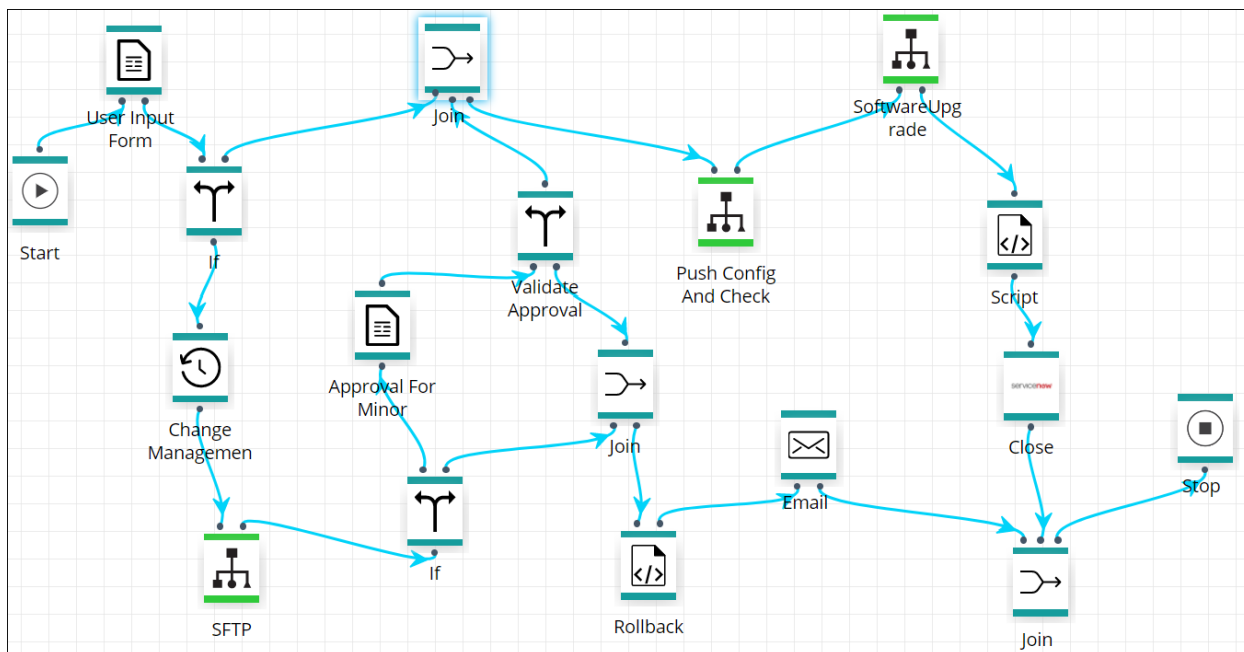 User Input
Form
Join
SoftwareUpg
rade
Start
If
Validate
Approval
Push Config
And Check
Script
Approval For
Minor
Change
Managemen
Join
servicenow
Close
Email
Stop
If
SFTP
Rollback
Join